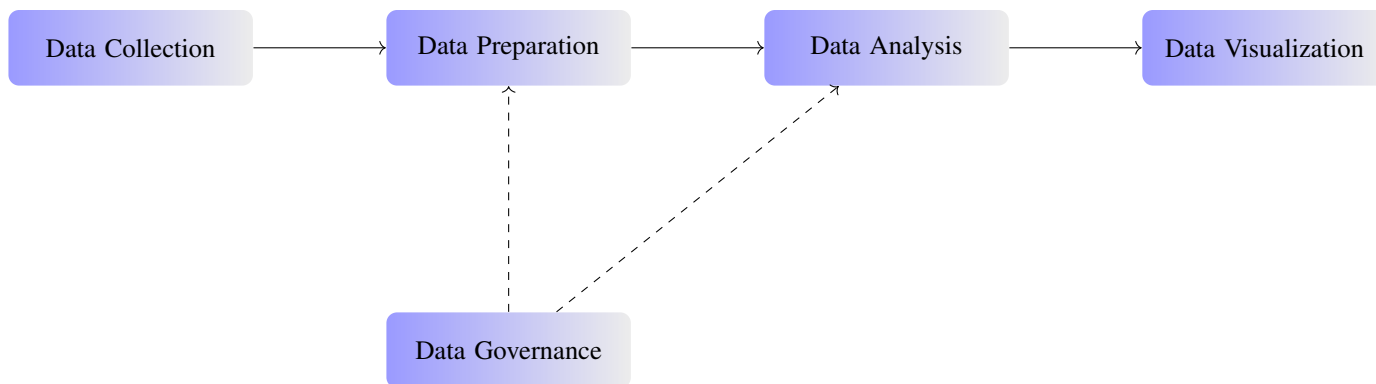 Data Collection
Data Preparation
Data Analysis
Data Visualization
Data Governance